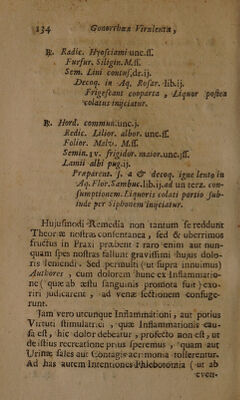 134 Gonorrhœa Virulenta,
℞. Radic. Hyosciami unc.ß.
Furfur. Siligin. M.ß.
Sem. Lini contus. dr.ij.
Decoq. in Aq. Rosar. lib.ij.
Frigescant cooperta, Liquor postea
colatus injiciatur.
℞. Hord. commun. unc.j.
Redic. Lilior. albor. unc.ß.
Folior. Malv. M.ß.
Semin. iv. frigidor. maior. unc.jß.
Lamii albi pug.ij.
Præparent. f. a & decoq. igne lento in
Aq. Flor. Sambuc. lib.ij. ad un terz. con-
sumptionem. Liquoris colati portio sub-
inde per Siphonem injiciatur.
Hujusmodi Remedia non tantum se reddunt
Theoriæ nostræ consentanea, sed & uberrimos
fructus in Praxi præbent: raro enim aut nun-
quam spes nostras fallunt gravissimi hujus dolo-
ris leniendi. Sed permulti (ut supra innuimus)
Authores, cum dolorem hunc ex Inflammatio-
ne (quæ ab æstu sanguinis promota fuit) exo-
riri judicarent, ad venæ sectionem confuge-
runt.
Jam vero utcunque Inflammationi, aut potius
Virtuti stimulatrici, quæ Inflammationis cau-
sa est, hic dolor debeatur, profecto non est, ut
de istius recreatione prius speremus, quam aut
Urinæ sales aut Contagis acrimonia tollerentur.
Ad has autem Intentiones Phlebotomia (ut ab
even-